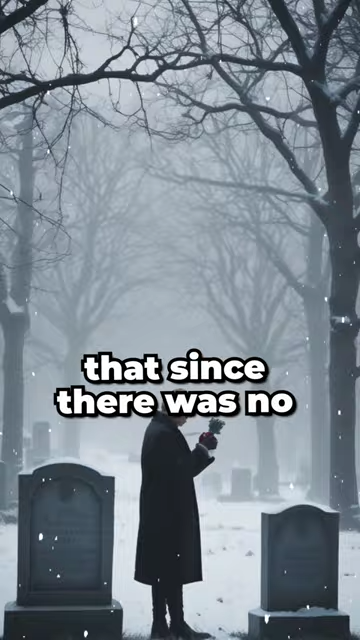 that since
there was no